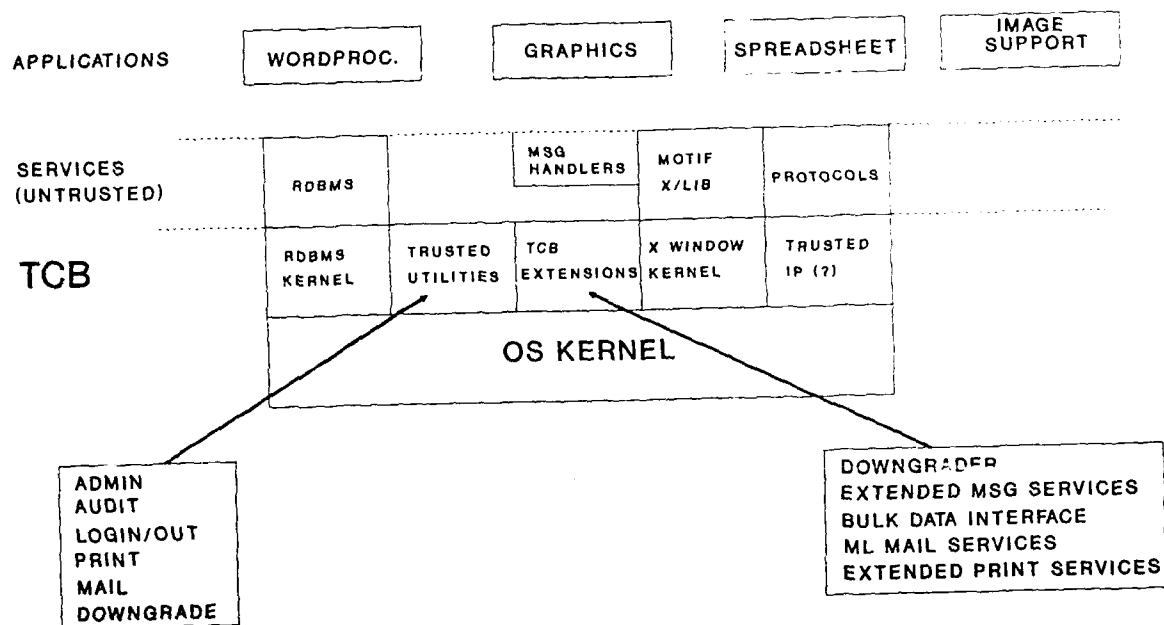 APPLICATIONS
WORDPROC.
GRAPHICS
SPREADSHEET
IMAGE
SUPPORT
SERVICES
(UNTRUSTED)
RDBMS
MSG
HANDLERS
MOTIF
X/LIB
PROTOCOLS
TCB
RDBMS
KERNEL
TRUSTED
UTILITIES
TCB
EXTENSIONS
X WINDOW
KERNEL
TRUSTED
IP (?)
OS KERNEL
ADMIN
AUDIT
LOGIN/OUT
PRINT
MAIL
DOWNGRADE
DOWNGRADER
EXTENDED MSG SERVICES
BULK DATA INTERFACE
ML MAIL SERVICES
EXTENDED PRINT SERVICES